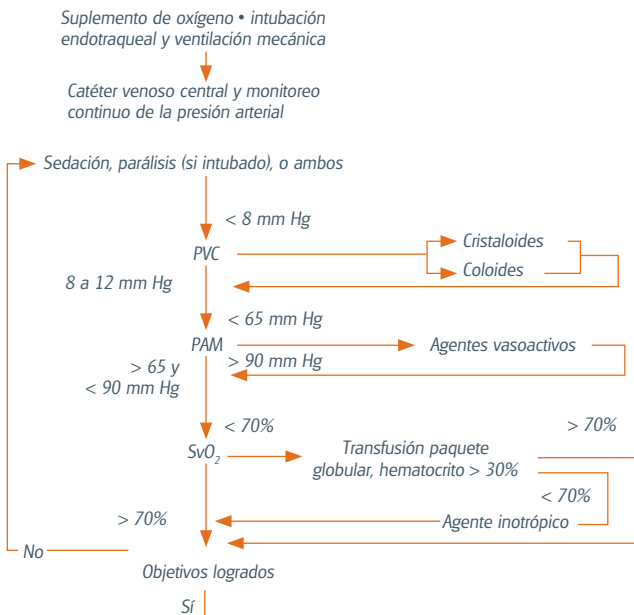 Suplemento de oxígeno • intubación
endotraqueal y ventilación mecánica
Catéter venoso central y monitoreo
continuo de la presión arterial
Sedación, parálisis (si intubado), o ambos
< 8 mm Hg
PVC
Cristaloides
Coloides
8 a 12 mm Hg
< 65 mm Hg
PAM
Agentes vasoactivos
> 65 y
< 90 mm Hg
> 90 mm Hg
< 70%
SvO₂
Transfusión paquete
globular, hematocrito > 30%
> 70%
< 70%
Agente inotrópico
> 70%
No
Objetivos logrados
Sí